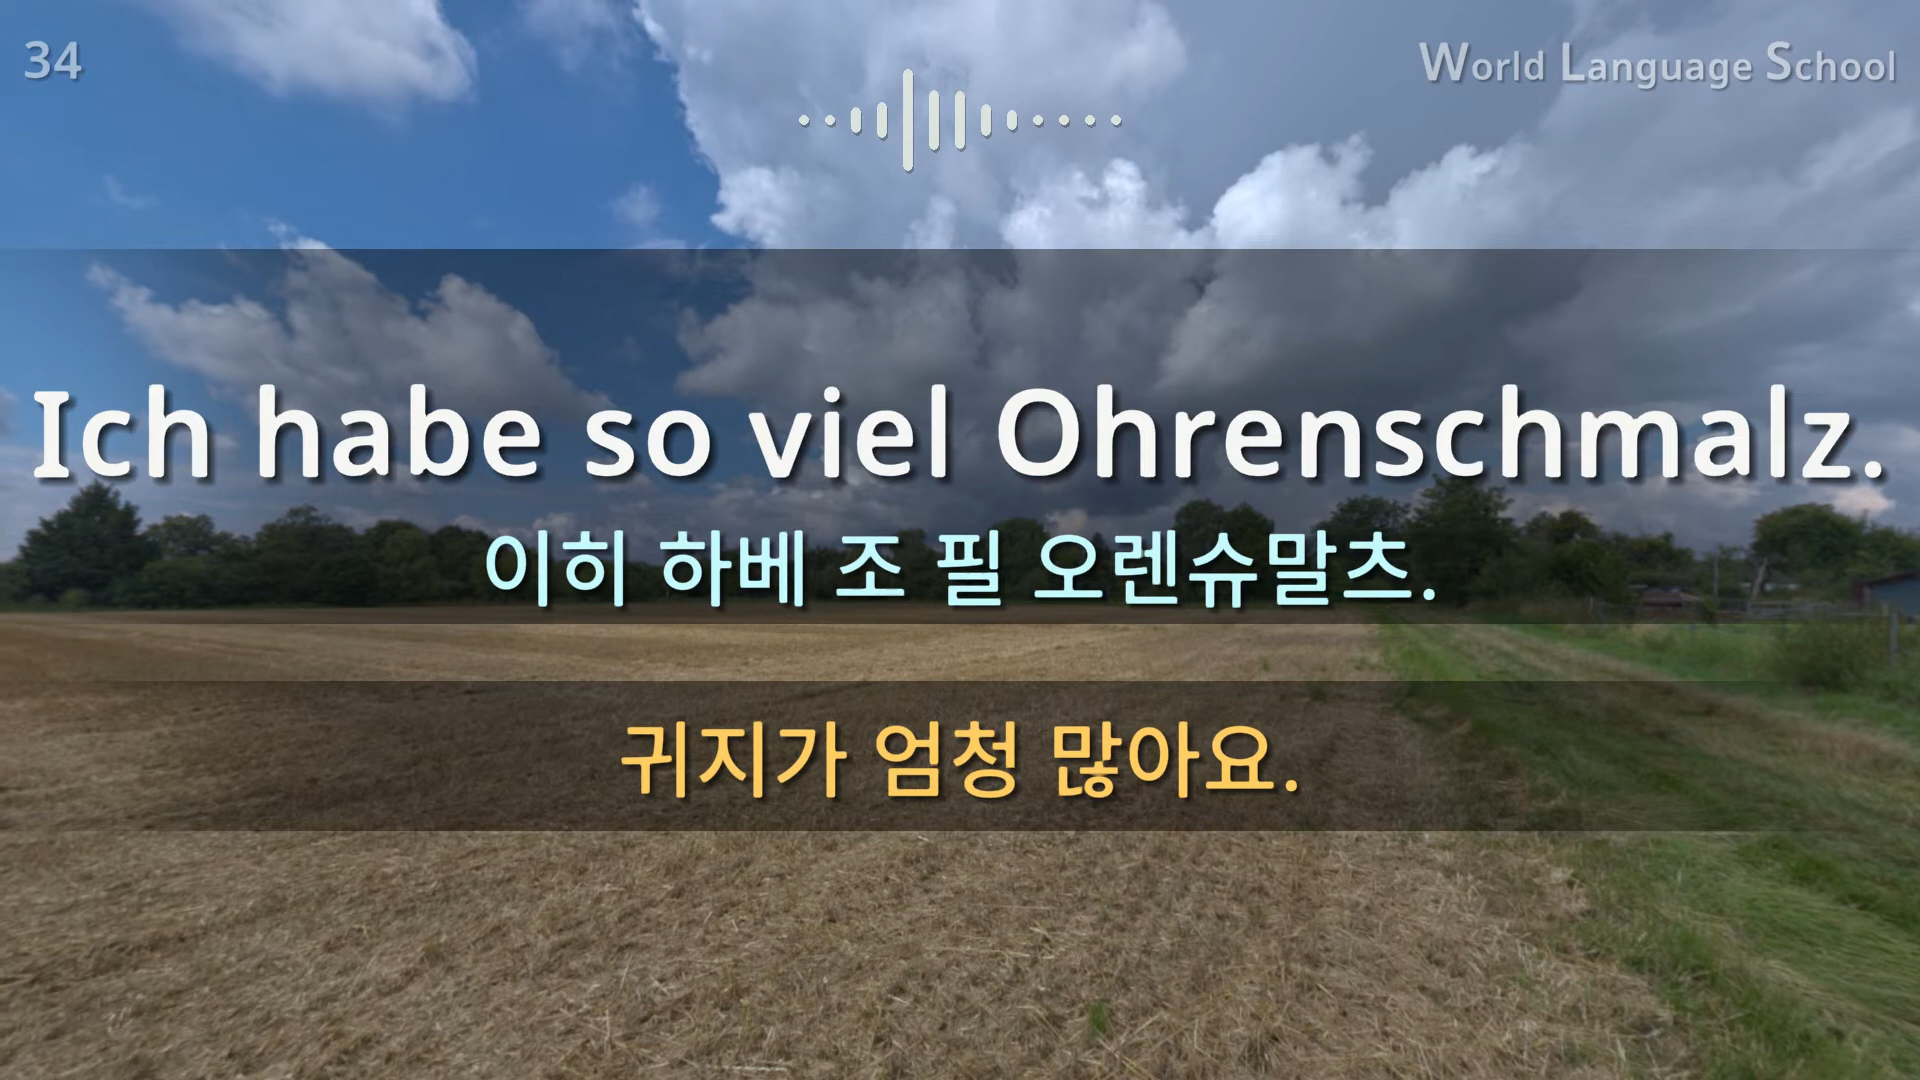 34
World Language School
Ich habe so viel Ohrenschmalz.
이히 하베 조 필 오렌슈말츠.
귀지가 엄청 많아요.